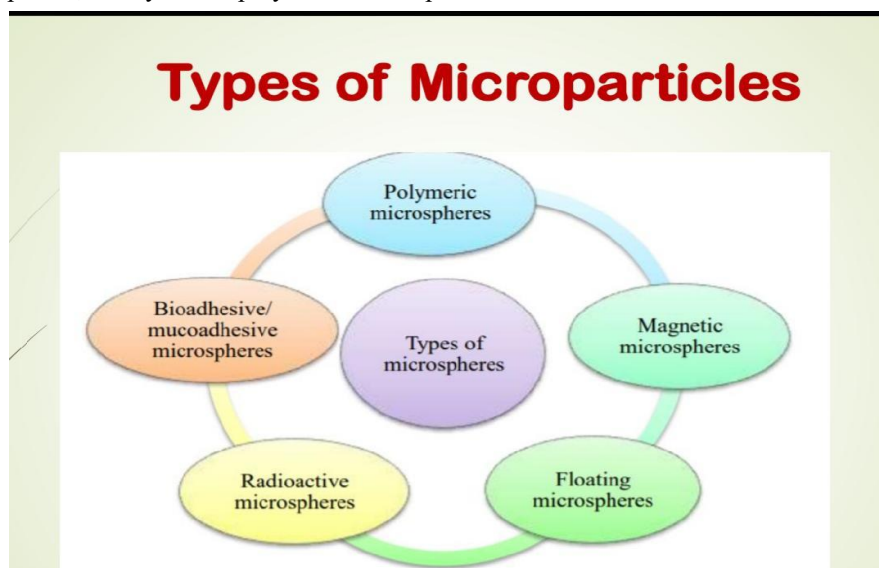 Types of Microparticles
Polymeric
microspheres
Bioadhesive/
mucoadhesive
microspheres
Types of
microspheres
Magnetic
microspheres
Radioactive
microspheres
Floating
microspheres